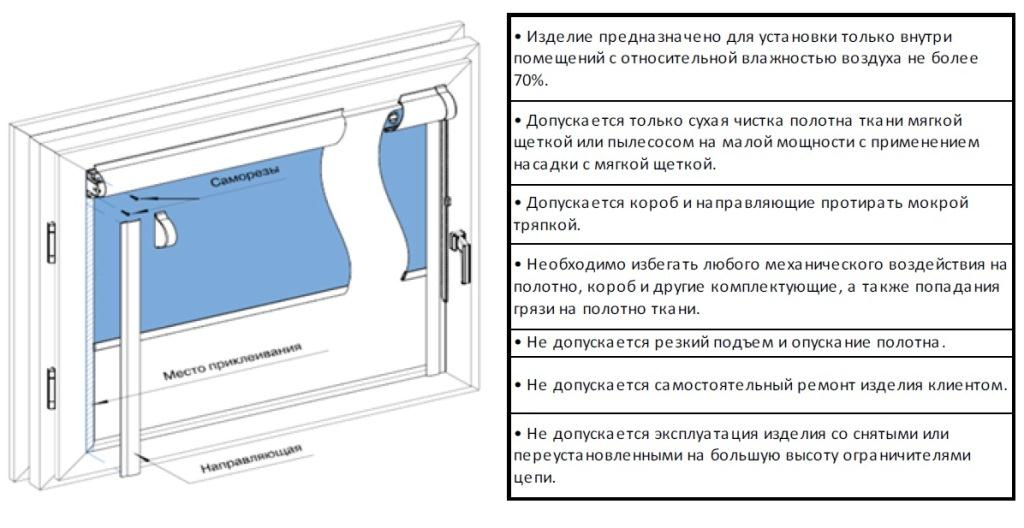 Саморезы
Место приклеивания
Направляющая
• Изделие предназначено для установки только внутри
помещений с относительной влажностью воздуха не более
70%.
• Допускается только сухая чистка полотна ткани мягкой
щеткой или пылесосом на малой мощности с применением
насадки с мягкой щеткой.
• Допускается короб и направляющие протирать мокрой
тряпкой.
• Необходимо избегать любого механического воздействия на
полотно, короб и другие комплектующие, а также попадания
грязи на полотно ткани.
• Не допускается резкий подъем и опускание полотна.
• Не допускается самостоятельный ремонт изделия клиентом.
• Не допускается эксплуатация изделия со снятыми или
переустановленными на большую высоту ограничителями
цепи.